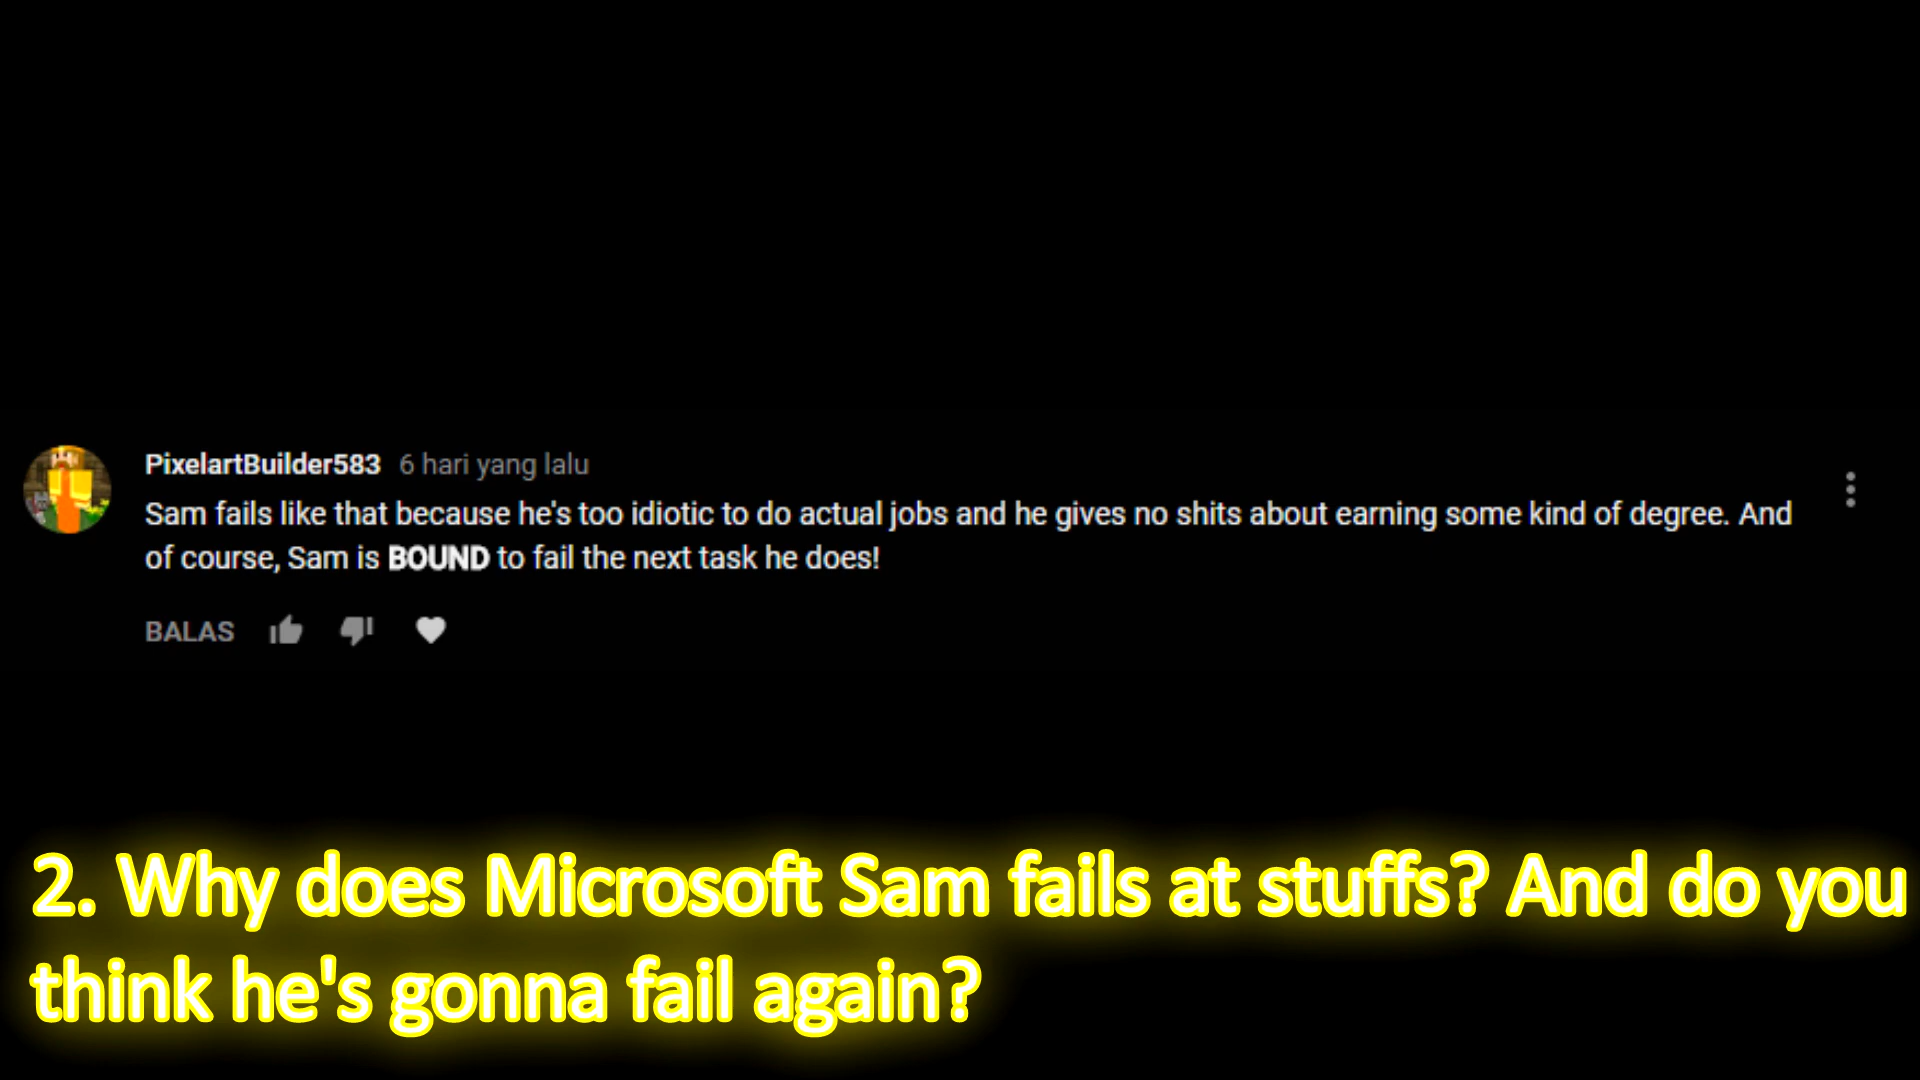 PixelartBuilder583 6 hari yang lalu
Sam fails like that because he's too idiotic to do actual jobs and he gives no shits about earning some kind of degree. And
of course, Sam is BOUND to fail the next task he does!
BALAS
2. Why does Microsoft Sam fails at stuffs? And do you
think he's gonna fail again?